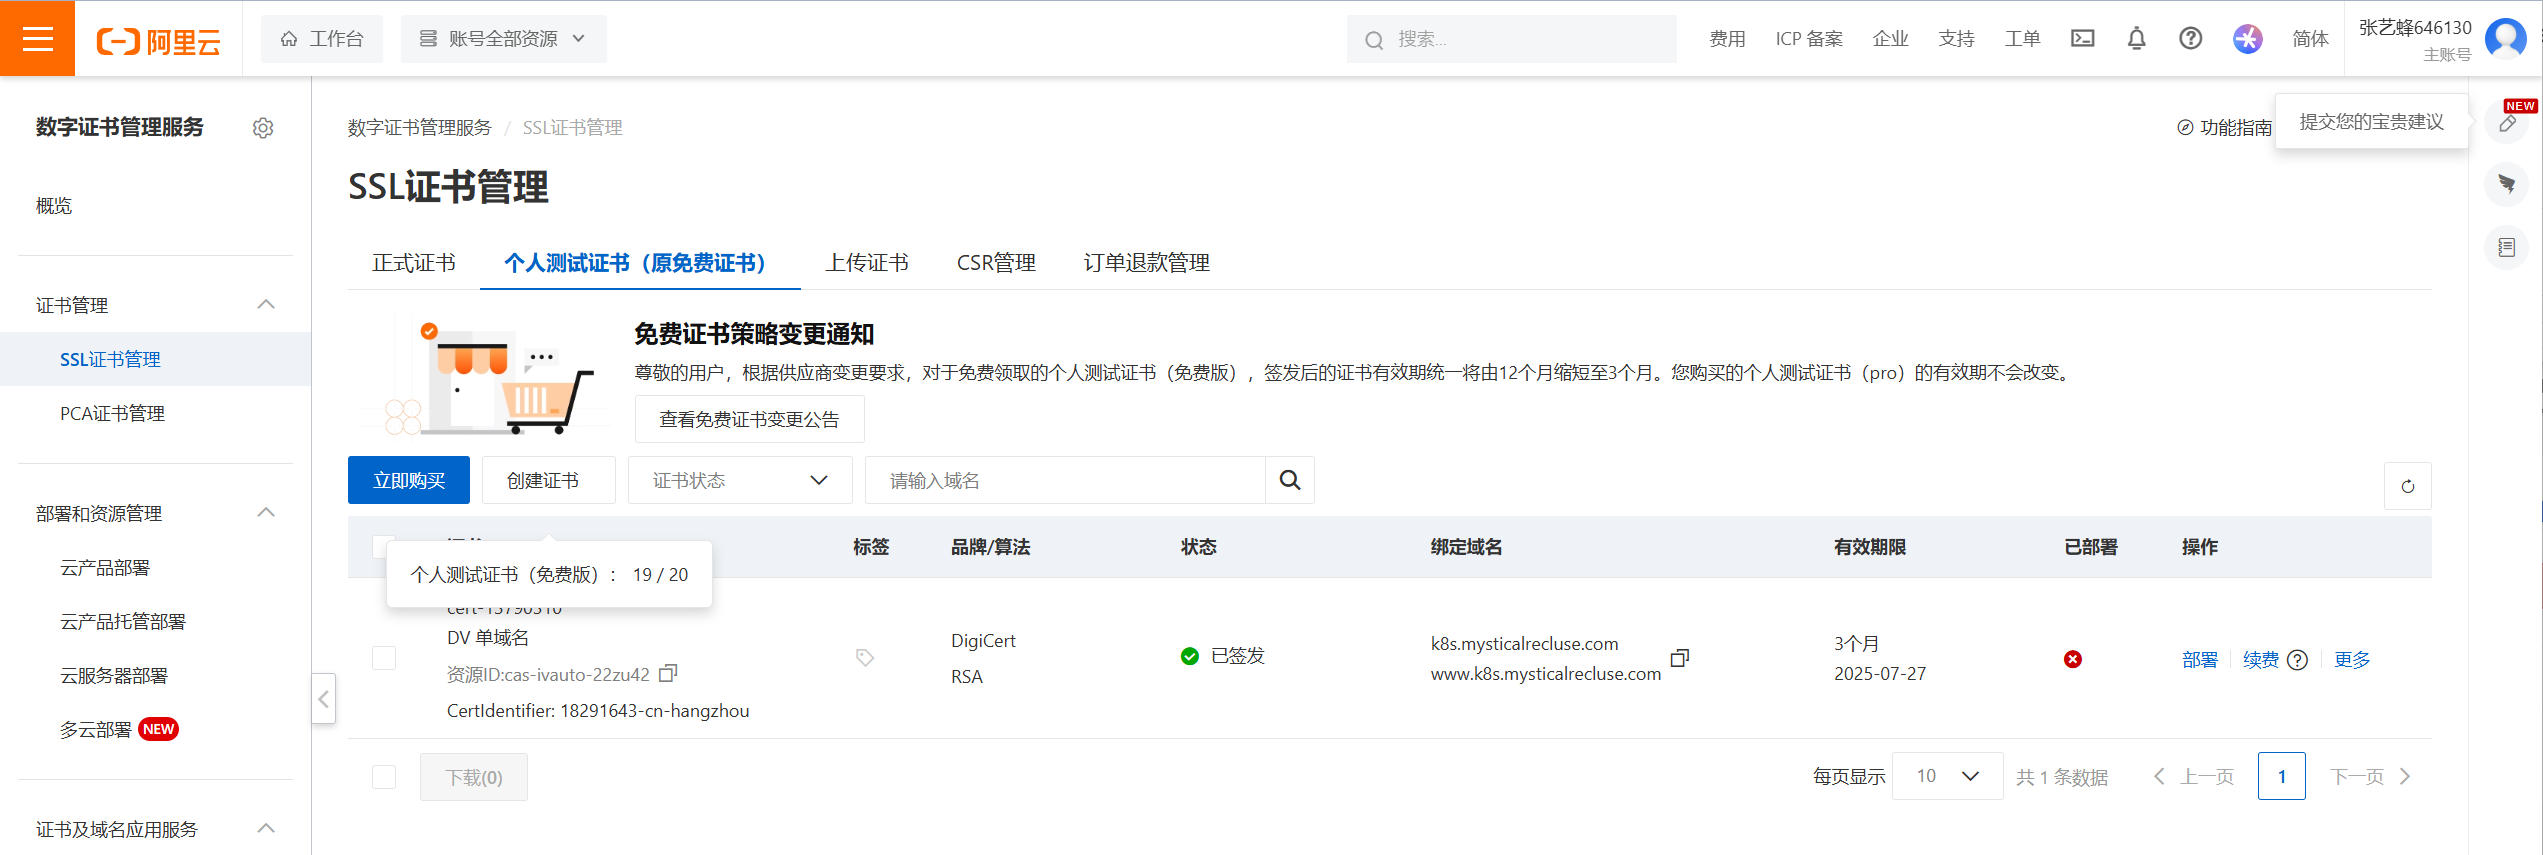 阿里云
工作台
账号全部资源
搜索...
费用
ICP 备案
企业
支持
工单
简体
张艺蜂646130
主账号
数字证书管理服务
概览
证书管理
SSL证书管理
PCA证书管理
部署和资源管理
云产品部署
云产品托管部署
云服务器部署
多云部署 NEW
证书及域名应用服务
数字证书管理服务 / SSL证书管理
功能指南
提交您的宝贵建议
NEW
SSL证书管理
正式证书
个人测试证书（原免费证书）
上传证书
CSR管理
订单退款管理
免费证书策略变更通知
尊敬的用户，根据供应商变更要求，对于免费领取的个人测试证书（免费版），签发后的证书有效期统一将由12个月缩短至3个月。您购买的个人测试证书（pro）的有效期不会改变。
查看免费证书变更公告
立即购买
创建证书
证书状态
请输入域名
标签
品牌/算法
状态
绑定域名
有效期限
已部署
操作
个人测试证书（免费版）： 19 / 20
DV 单域名
资源ID:cas-ivauto-22zu42
CertIdentifier: 18291643-cn-hangzhou
DigiCert
RSA
已签发
k8s.mysticalrecluse.com
www.k8s.mysticalrecluse.com
3个月
2025-07-27
部署
续费
更多
下载(0)
每页显示
10
共 1 条数据
上一页
1
下一页